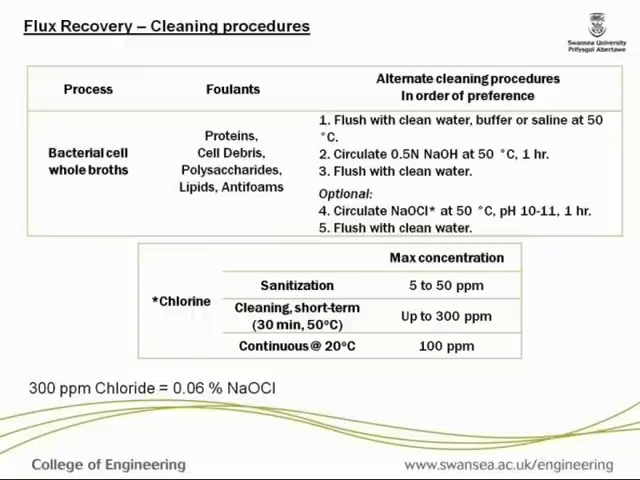 Flux Recovery – Cleaning procedures
Swansea University
Prifysgol Abertawe
Process
Foulants
Alternate cleaning procedures
In order of preference
Bacterial cell
whole broths
Proteins,
Cell Debris,
Polysaccharides,
Lipids, Antifoams
1. Flush with clean water, buffer or saline at 50
°C.
2. Circulate 0.5N NaOH at 50 °C, 1 hr.
3. Flush with clean water.
Optional:
4. Circulate NaOCl* at 50 °C, pH 10-11, 1 hr.
5. Flush with clean water.
*Chlorine
Max concentration
Sanitization
5 to 50 ppm
Cleaning, short-term
(30 min, 50°C)
Up to 300 ppm
Continuous @ 20°C
100 ppm
300 ppm Chloride = 0.06 % NaOCl
College of Engineering
www.swansea.ac.uk/engineering